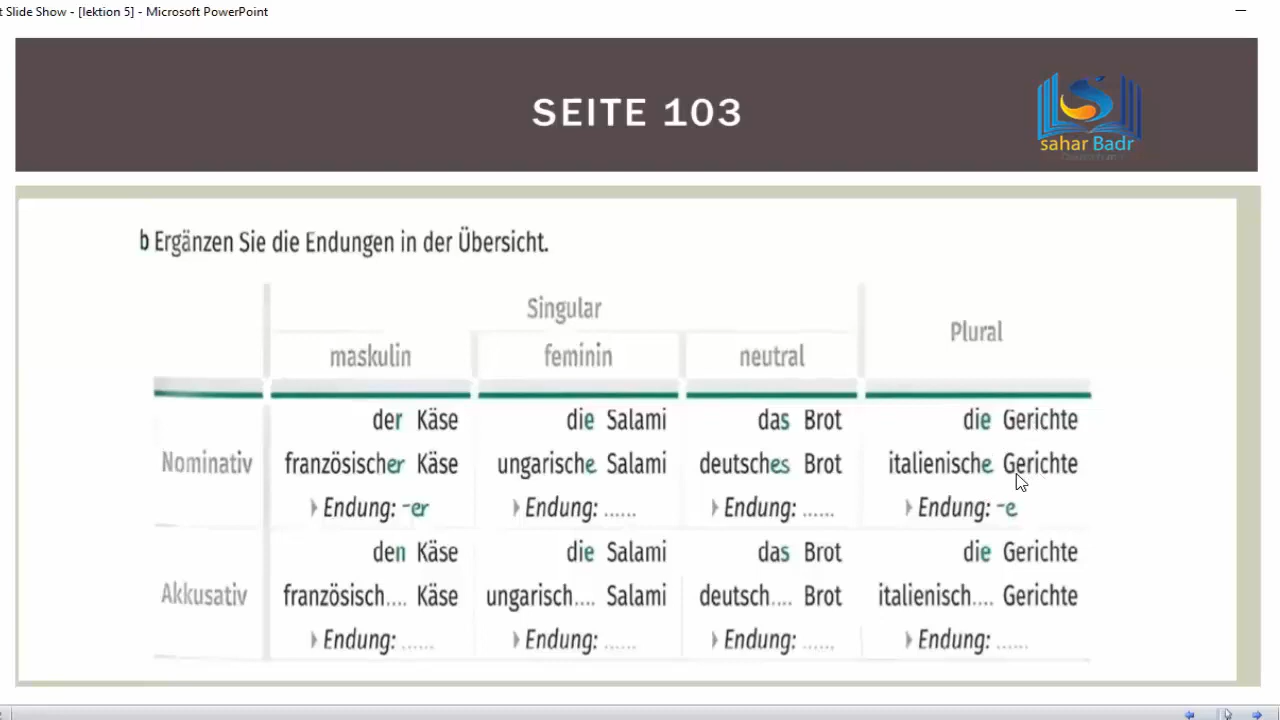 t Slide Show - [lektion 5] - Microsoft PowerPoint
SEITE 103
sahar Badr
b Ergänzen Sie die Endungen in der Übersicht.
Singular
Plural
maskulin feminin neutral
der Käse die Salami das Brot die Gerichte
Nominativ französischer Käse ungarische Salami deutsches Brot italienische Gerichte
Endung: -er Endung: ...... Endung: ...... Endung: -e
den Käse die Salami das Brot die Gerichte
Akkusativ französisch.... Käse ungarisch.... Salami deutsch.... Brot italienisch.... Gerichte
Endung: ...... Endung: ...... Endung: ...... Endung: ......